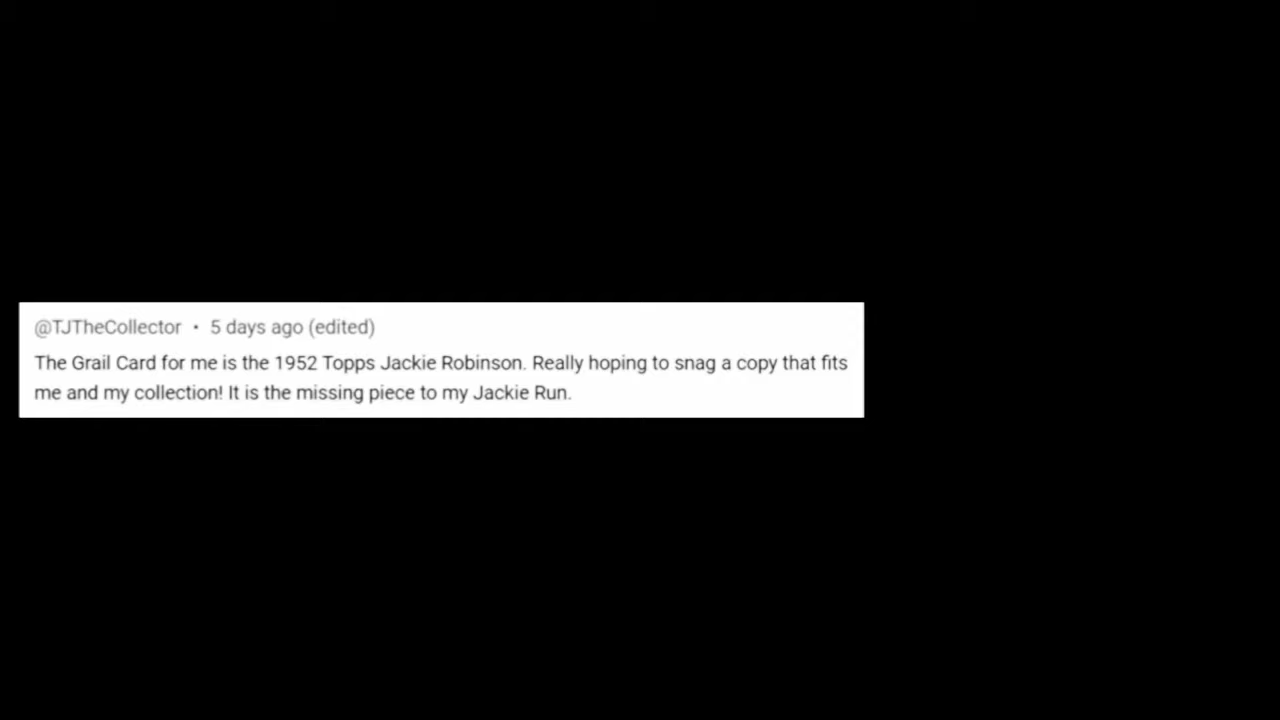 @TJTheCollector • 5 days ago (edited)
The Grail Card for me is the 1952 Topps Jackie Robinson. Really hoping to snag a copy that fits
me and my collection! It is the missing piece to my Jackie Run.